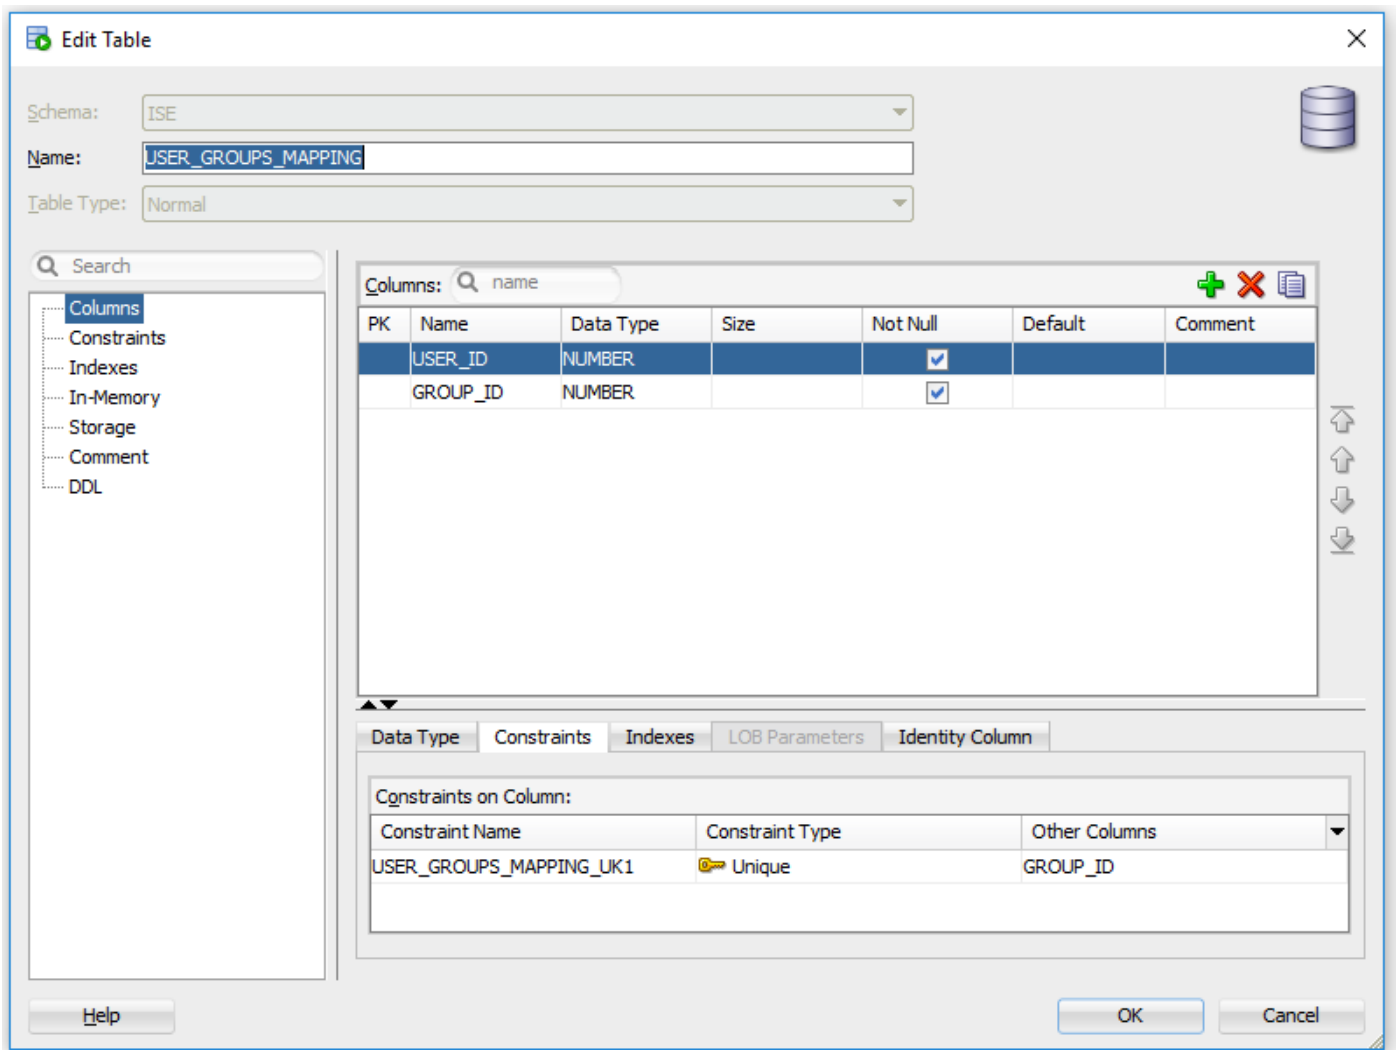 Edit Table
Schema: ISE
Name: USER_GROUPS_MAPPING
Table Type: Normal
Search
Columns
Constraints
Indexes
In-Memory
Storage
Comment
DDL
Columns: name
PK Name Data Type Size Not Null Default Comment
USER_ID NUMBER
GROUP_ID NUMBER
Data Type Constraints Indexes LOB Parameters Identity Column
Constraints on Column:
Constraint Name Constraint Type Other Columns
USER_GROUPS_MAPPING_UK1 Unique GROUP_ID
Help OK Cancel